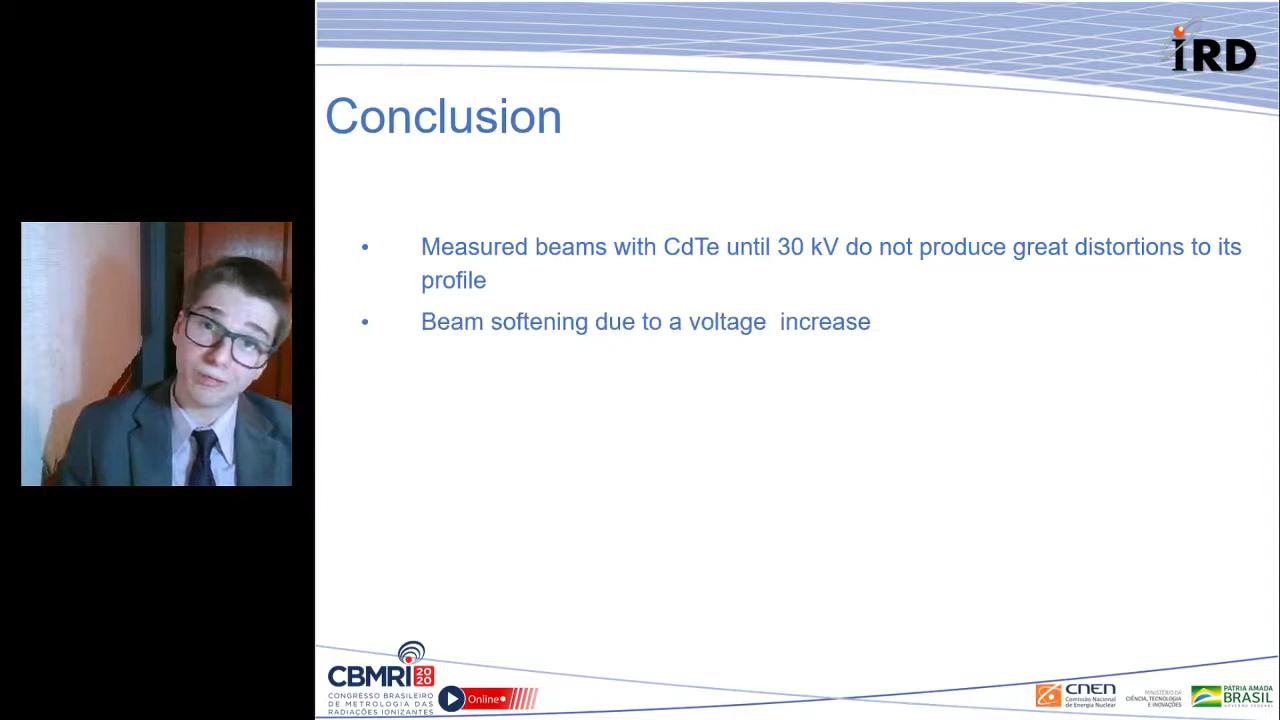 IRD
Conclusion
• Measured beams with CdTe until 30 kV do not produce great distortions to its
profile
• Beam softening due to a voltage  increase
CBMRI 2020
CONGRESSO BRASILEIRO
DE METROLOGIA DAS
RADIAÇÕES IONIZANTES
Online
CNEN
Comissão Nacional
de Energia Nuclear
MINISTÉRIO DA
CIÊNCIA, TECNOLOGIA
E INOVAÇÕES
PÁTRIA AMADA
BRASIL
GOVERNO FEDERAL